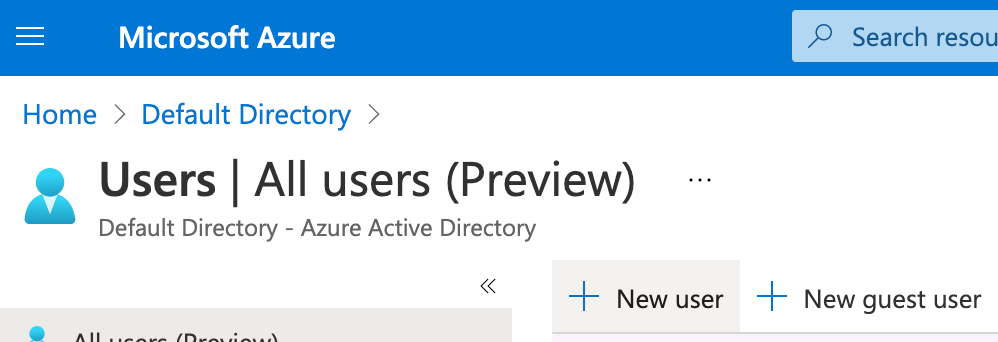 Microsoft Azure
Search resou
Home > Default Directory >
Users | All users (Preview) ...
Default Directory - Azure Active Directory
«
+ New user + New guest user
All users (Preview)